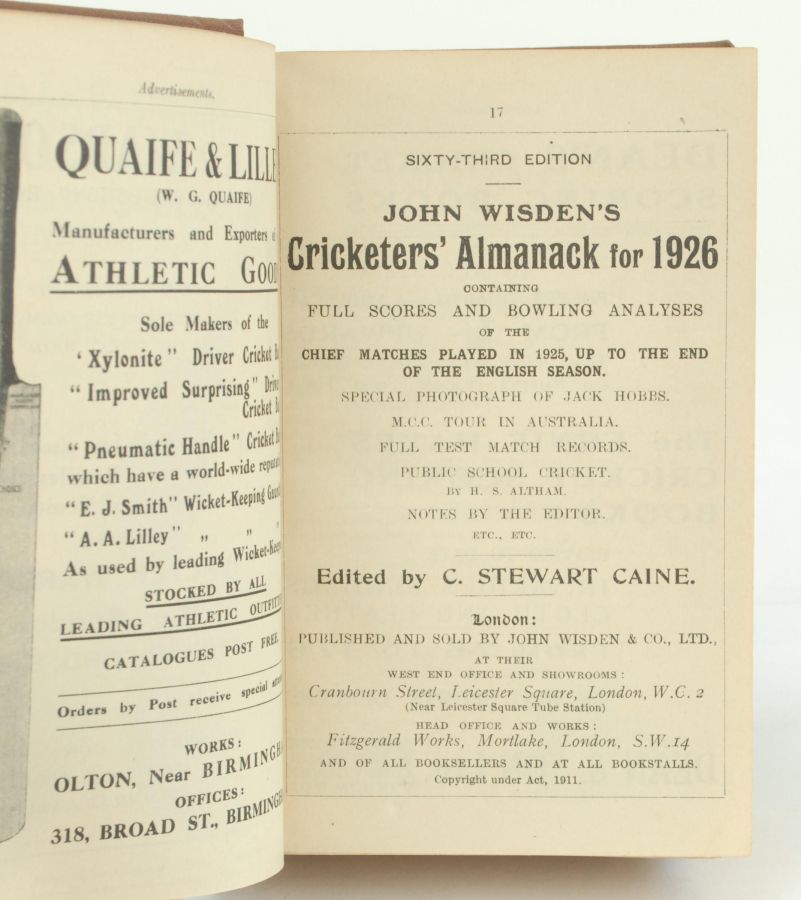 Advertisements.
QUAIFE & LILLE
(W. G. QUAIFE)
Manufacturers and Exporters
ATHLETIC GOO
Sole Makers of the
‘Xylonite” Driver Cricket
“Improved Surprising”
Cricket
“Pneumatic Handle” Cricket
which have a world-wide
“E. J. Smith” Wicket-Keeping
“A. A. Lilley” „ „ „
As used by leading Wicket-Keep
STOCKED BY ALL
LEADING ATHLETIC OUTFITT
CATALOGUES POST FREE
Orders by Post receive special
WORKS:
OLTON, Near BIRMINGH
OFFICES:
318, BROAD ST., BIRMINGH
17
SIXTY-THIRD EDITION
JOHN WISDEN'S
Cricketers' Almanack for 1926
CONTAINING
FULL SCORES AND BOWLING ANALYSES
OF THE
CHIEF MATCHES PLAYED IN 1925, UP TO THE END
OF THE ENGLISH SEASON.
SPECIAL PHOTOGRAPH OF JACK HOBBS.
M.C.C. TOUR IN AUSTRALIA.
FULL TEST MATCH RECORDS.
PUBLIC SCHOOL CRICKET.
BY H. S. ALTHAM.
NOTES BY THE EDITOR.
ETC., ETC.
Edited by C. STEWART CAINE.
London:
PUBLISHED AND SOLD BY JOHN WISDEN & CO., LTD.,
AT THEIR
WEST END OFFICE AND SHOWROOMS :
Cranbourn Street, Leicester Square, London, W.C. 2
(Near Leicester Square Tube Station)
HEAD OFFICE AND WORKS :
Fitzgerald Works, Mortlake, London, S.W.14
AND OF ALL BOOKSELLERS AND AT ALL BOOKSTALLS.
Copyright under Act, 1911.